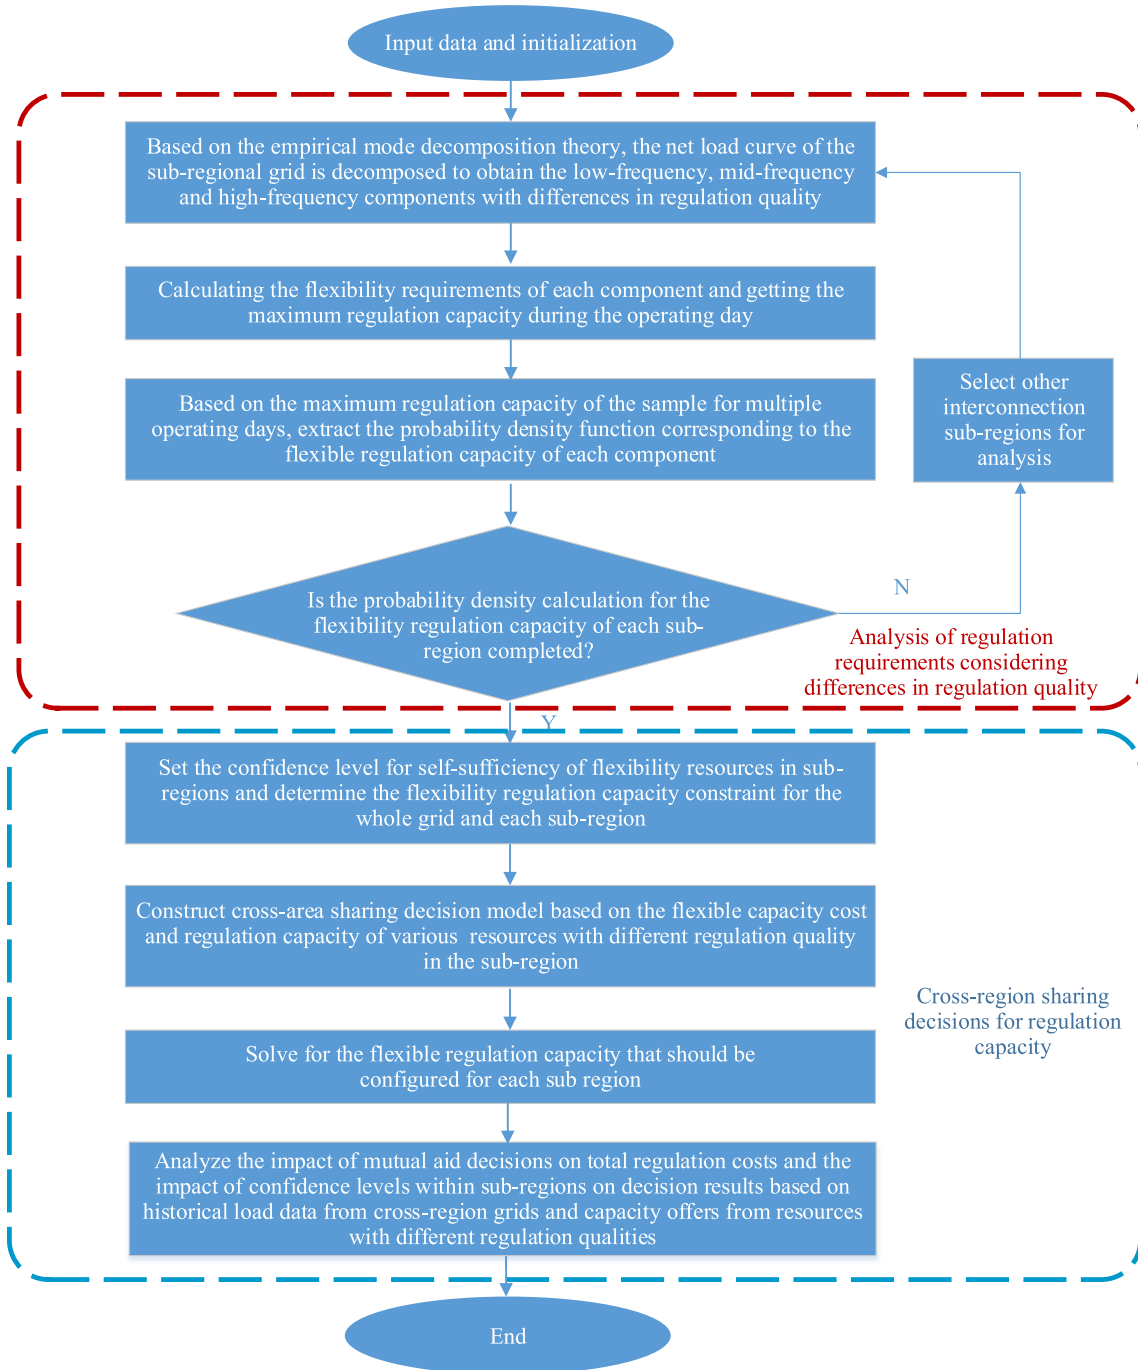 Input data and initialization
Based on the empirical mode decomposition theory, the net load curve of the
sub-regional grid is decomposed to obtain the low-frequency, mid-frequency
and high-frequency components with differences in regulation quality
Calculating the flexibility requirements of each component and getting the
maximum regulation capacity during the operating day
Based on the maximum regulation capacity of the sample for multiple
operating days, extract the probability density function corresponding to the
flexible regulation capacity of each component
Select other
interconnection
sub-regions for
analysis
Is the probability density calculation for the
flexibility regulation capacity of each sub-
region completed?
N
Analysis of regulation
requirements considering
differences in regulation quality
Y
Set the confidence level for self-sufficiency of flexibility resources in sub-
regions and determine the flexibility regulation capacity constraint for the
whole grid and each sub-region
Construct cross-area sharing decision model based on the flexible capacity cost
and regulation capacity of various resources with different regulation quality
in the sub-region
Cross-region sharing
decisions for regulation
capacity
Solve for the flexible regulation capacity that should be
configured for each sub region
Analyze the impact of mutual aid decisions on total regulation costs and the
impact of confidence levels within sub-regions on decision results based on
historical load data from cross-region grids and capacity offers from resources
with different regulation qualities
End